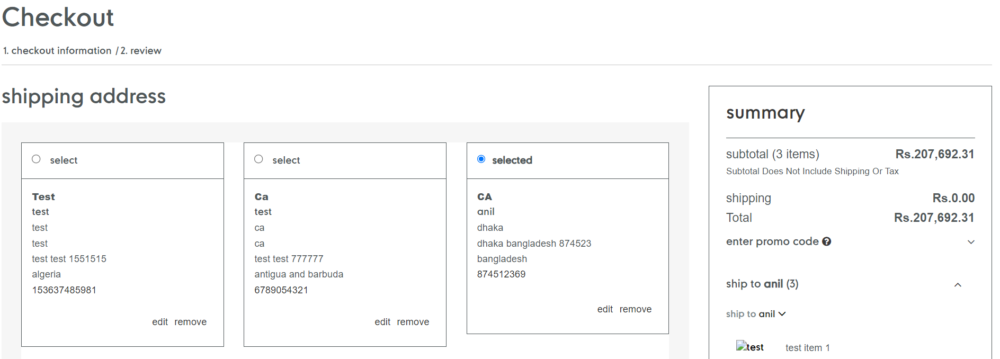 Checkout
1. checkout information / 2. review
shipping address
select
Test
test
test
test
test test 1551515
algeria
153637485981
edit remove
select
Ca
test
ca
ca
test test 777777
antigua and barbuda
6789054321
edit remove
selected
CA
anil
dhaka
dhaka bangladesh 874523
bangladesh
874512369
edit remove
summary
subtotal (3 items) Rs.207,692.31
Subtotal Does Not Include Shipping Or Tax
shipping Rs.0.00
Total Rs.207,692.31
enter promo code ?
ship to anil (3)
ship to anil
test test item 1